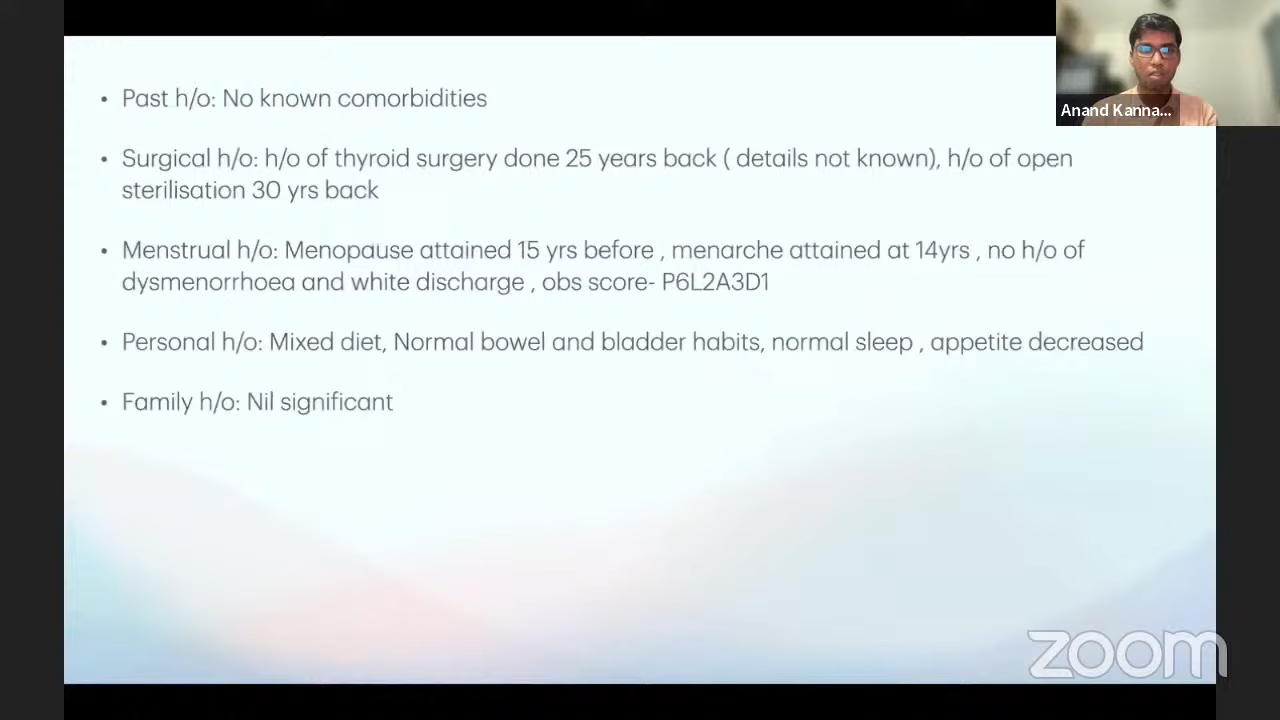 • Past h/o: No known comorbidities
• Surgical h/o: h/o of thyroid surgery done 25 years back ( details not known), h/o of open
sterilisation 30 yrs back
• Menstrual h/o: Menopause attained 15 yrs before , menarche attained at 14yrs , no h/o of
dysmenorrhoea and white discharge , obs score- P6L2A3D1
• Personal h/o: Mixed diet, Normal bowel and bladder habits, normal sleep , appetite decreased
• Family h/o: Nil significant
Anand Kanna...
zoom